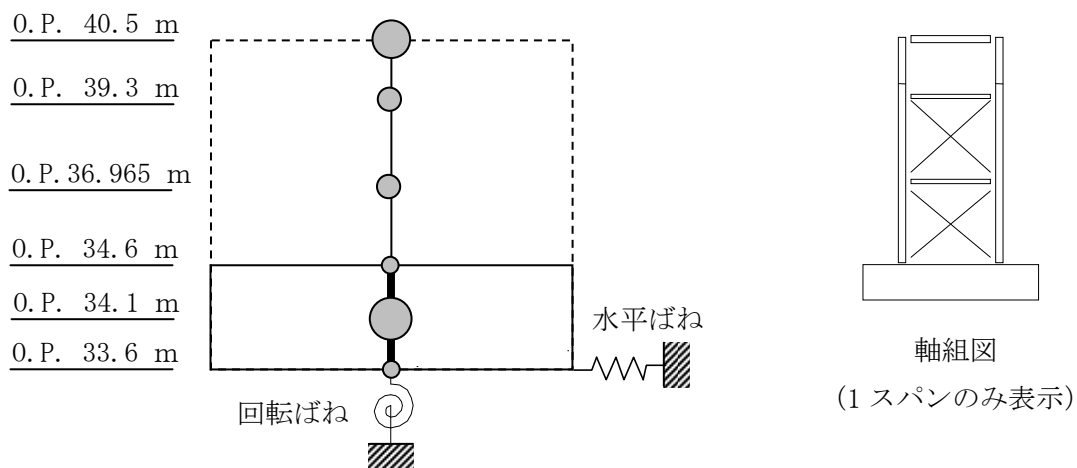 O.P. 40.5 m
O.P. 39.3 m
O.P.36.965 m
O.P. 34.6 m
O.P. 34.1 m
O.P. 33.6 m
水平ばね
回転ばね
軸組図
(1 スパンのみ表示)